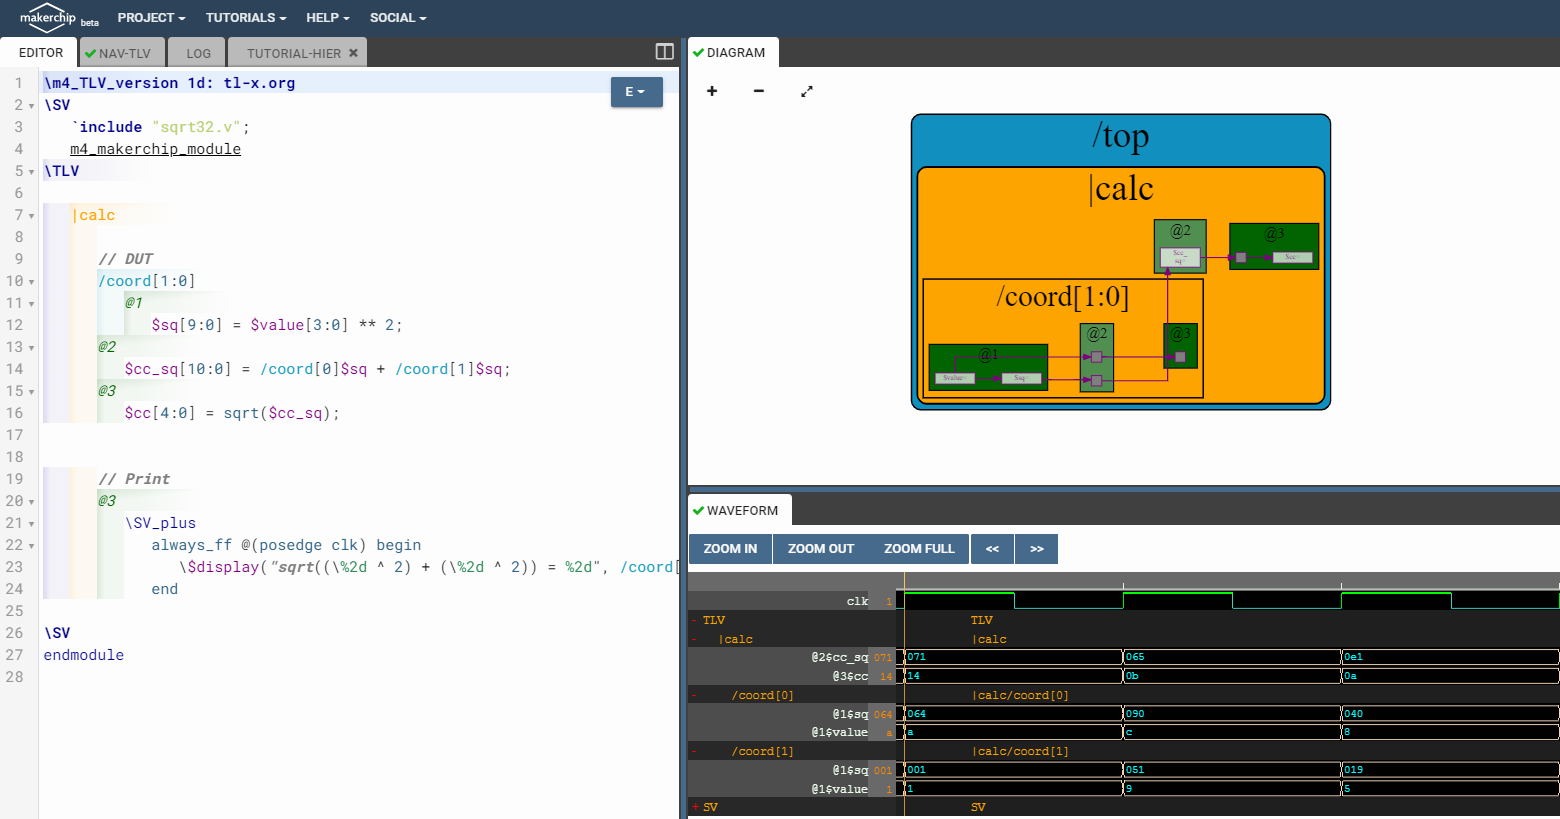 makerchip beta PROJECT TUTORIALS HELP SOCIAL
EDITOR NAV-TLV LOG TUTORIAL-HIER ×
E
1 \m4_TLV_version 1d: tl-x.org
2 \SV
3 `include "sqrt32.v";
4 m4_makerchip_module
5 \TLV
6
7 |calc
8
9 // DUT
10 /coord[1:0]
11 @1
12 $sq[9:0] = $value[3:0] ** 2;
13 @2
14 $cc_sq[10:0] = /coord[0]$sq + /coord[1]$sq;
15 @3
16 $cc[4:0] = sqrt($cc_sq);
17
18
19 // Print
20 @3
21 \SV_plus
22 always_ff @(posedge clk) begin
23 \$display("sqrt((\%2d ^ 2) + (\%2d ^ 2)) = %2d", /coord[
24 end
25
26 \SV
27 endmodule
28
DIAGRAM
+ −
/top
|calc
@2 @3
$cc_
sq~ $cc~
/coord[1:0]
@2 @3
@1
$value~ $sq~
WAVEFORM
ZOOM IN ZOOM OUT ZOOM FULL << >>
clk 1
- TLV TLV
- |calc |calc
@2$cc_sq 071 071 065 0e1
@3$cc 14 14 0b 0a
- /coord[0] |calc/coord[0]
@1$sq 064 064 090 040
@1$value a a c 8
- /coord[1] |calc/coord[1]
@1$sq 001 001 051 019
@1$value 1 1 9 5
+ SV SV